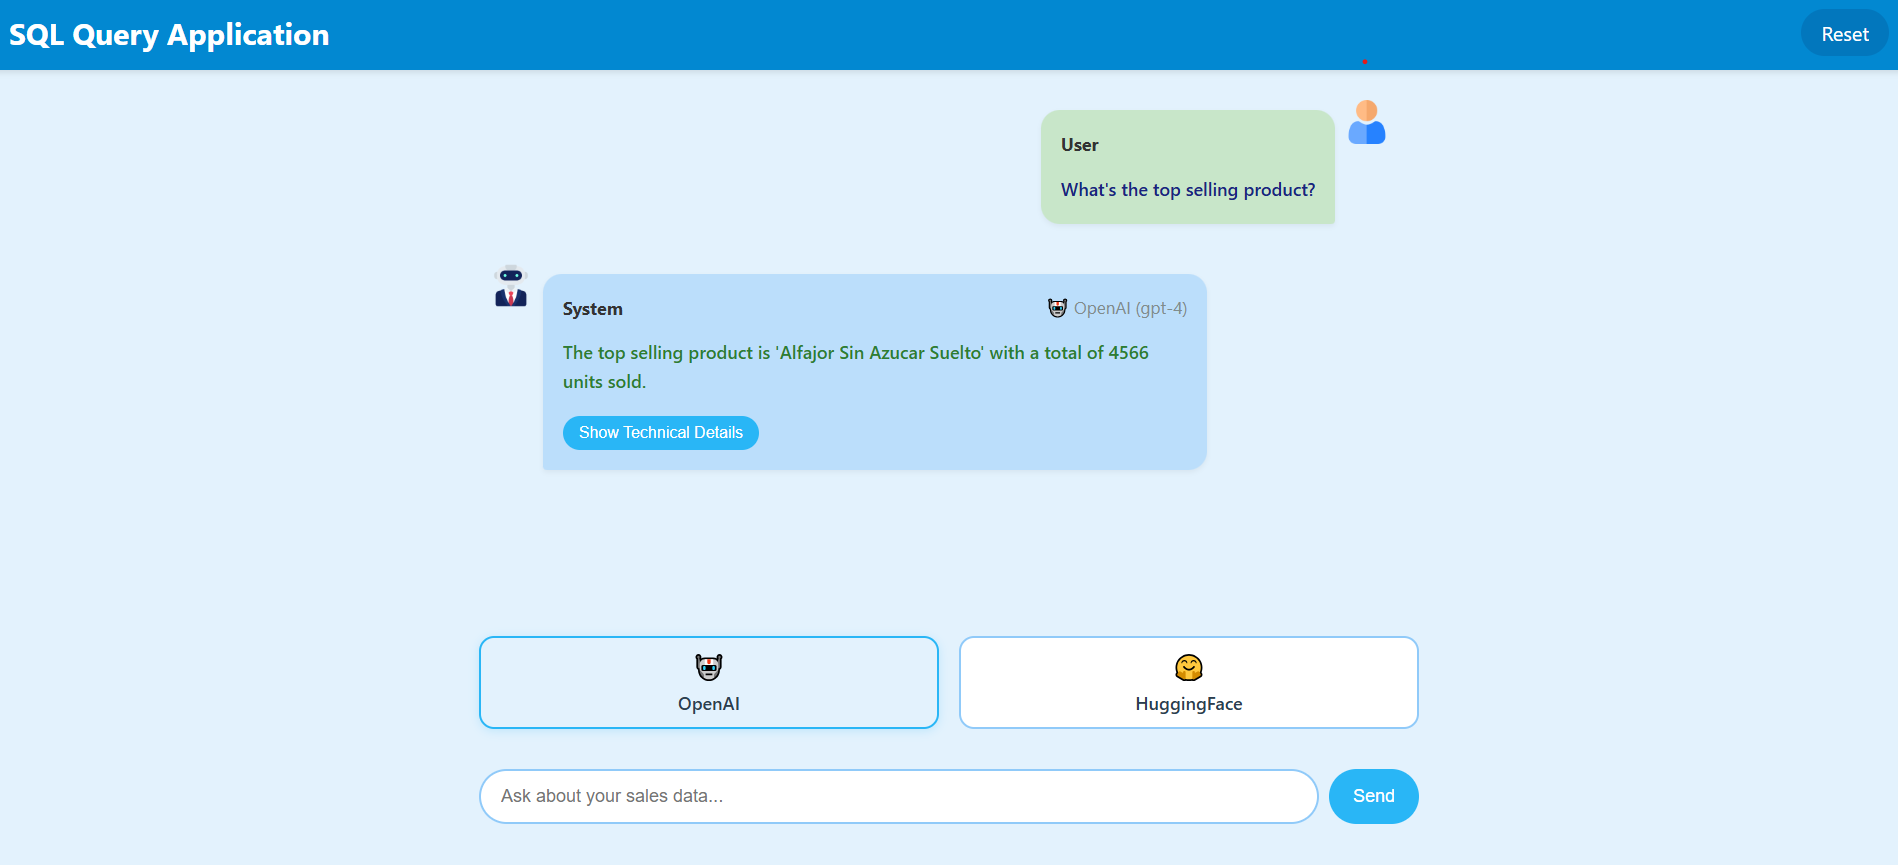 SQL Query Application
Reset
User
What's the top selling product?
System
OpenAI (gpt-4)
The top selling product is 'Alfajor Sin Azucar Suelto' with a total of 4566
units sold.
Show Technical Details
OpenAI
HuggingFace
Ask about your sales data...
Send